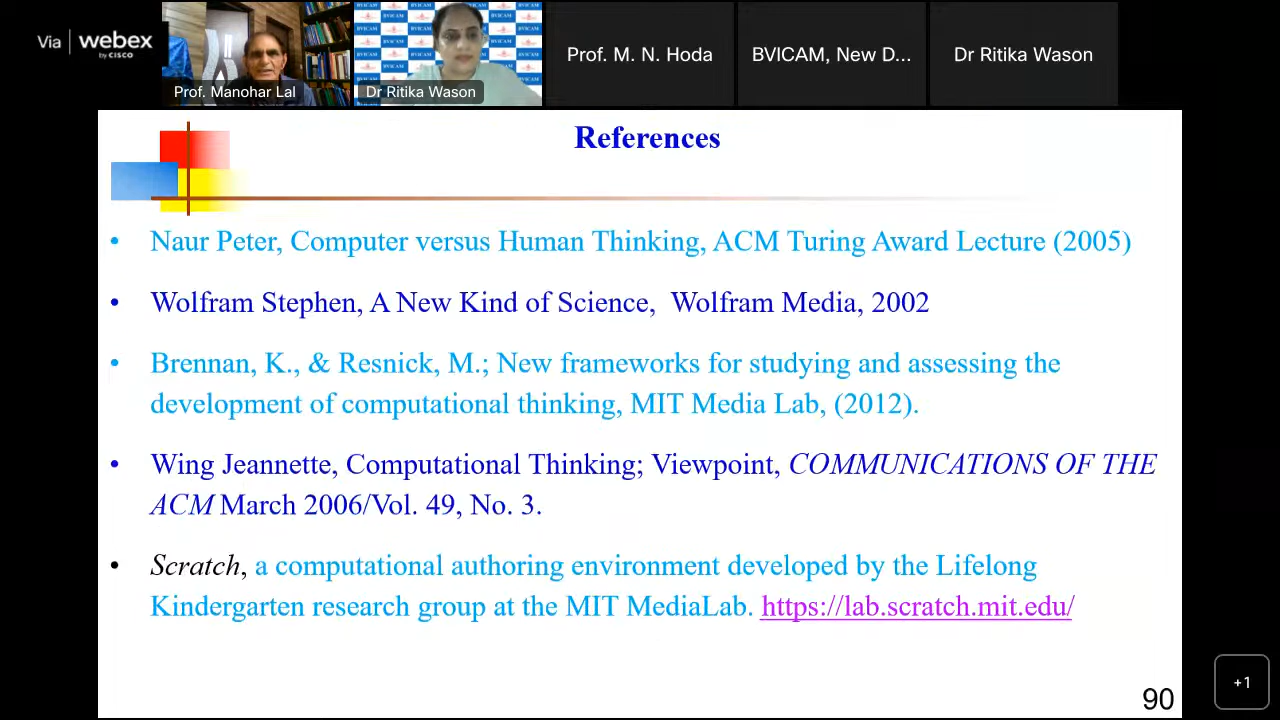 Via webex
by CISCO
Prof. Manohar Lal
Dr Ritika Wason
Prof. M. N. Hoda
BVICAM, New D...
Dr Ritika Wason
BVICAM
References
• Naur Peter, Computer versus Human Thinking, ACM Turing Award Lecture (2005)
• Wolfram Stephen, A New Kind of Science, Wolfram Media, 2002
• Brennan, K., & Resnick, M.; New frameworks for studying and assessing the
development of computational thinking, MIT Media Lab, (2012).
• Wing Jeannette, Computational Thinking; Viewpoint, COMMUNICATIONS OF THE
ACM March 2006/Vol. 49, No. 3.
• Scratch, a computational authoring environment developed by the Lifelong
Kindergarten research group at the MIT MediaLab. https://lab.scratch.mit.edu/
90
+1